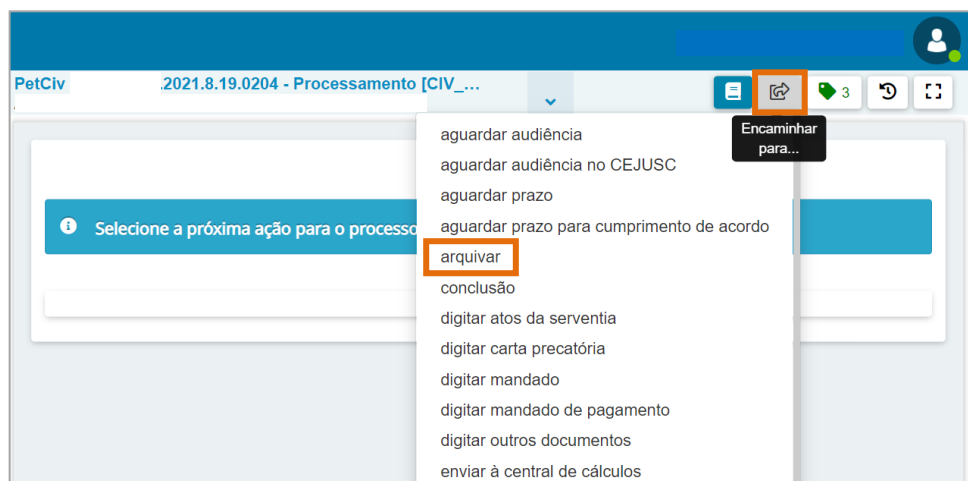 PetCiv .2021.8.19.0204 - Processamento [CIV_...
3
Encaminhar
para...
Selecione a próxima ação para o processo
aguardar audiência
aguardar audiência no CEJUSC
aguardar prazo
aguardar prazo para cumprimento de acordo
arquivar
conclusão
digitar atos da serventia
digitar carta precatória
digitar mandado
digitar mandado de pagamento
digitar outros documentos
enviar à central de cálculos